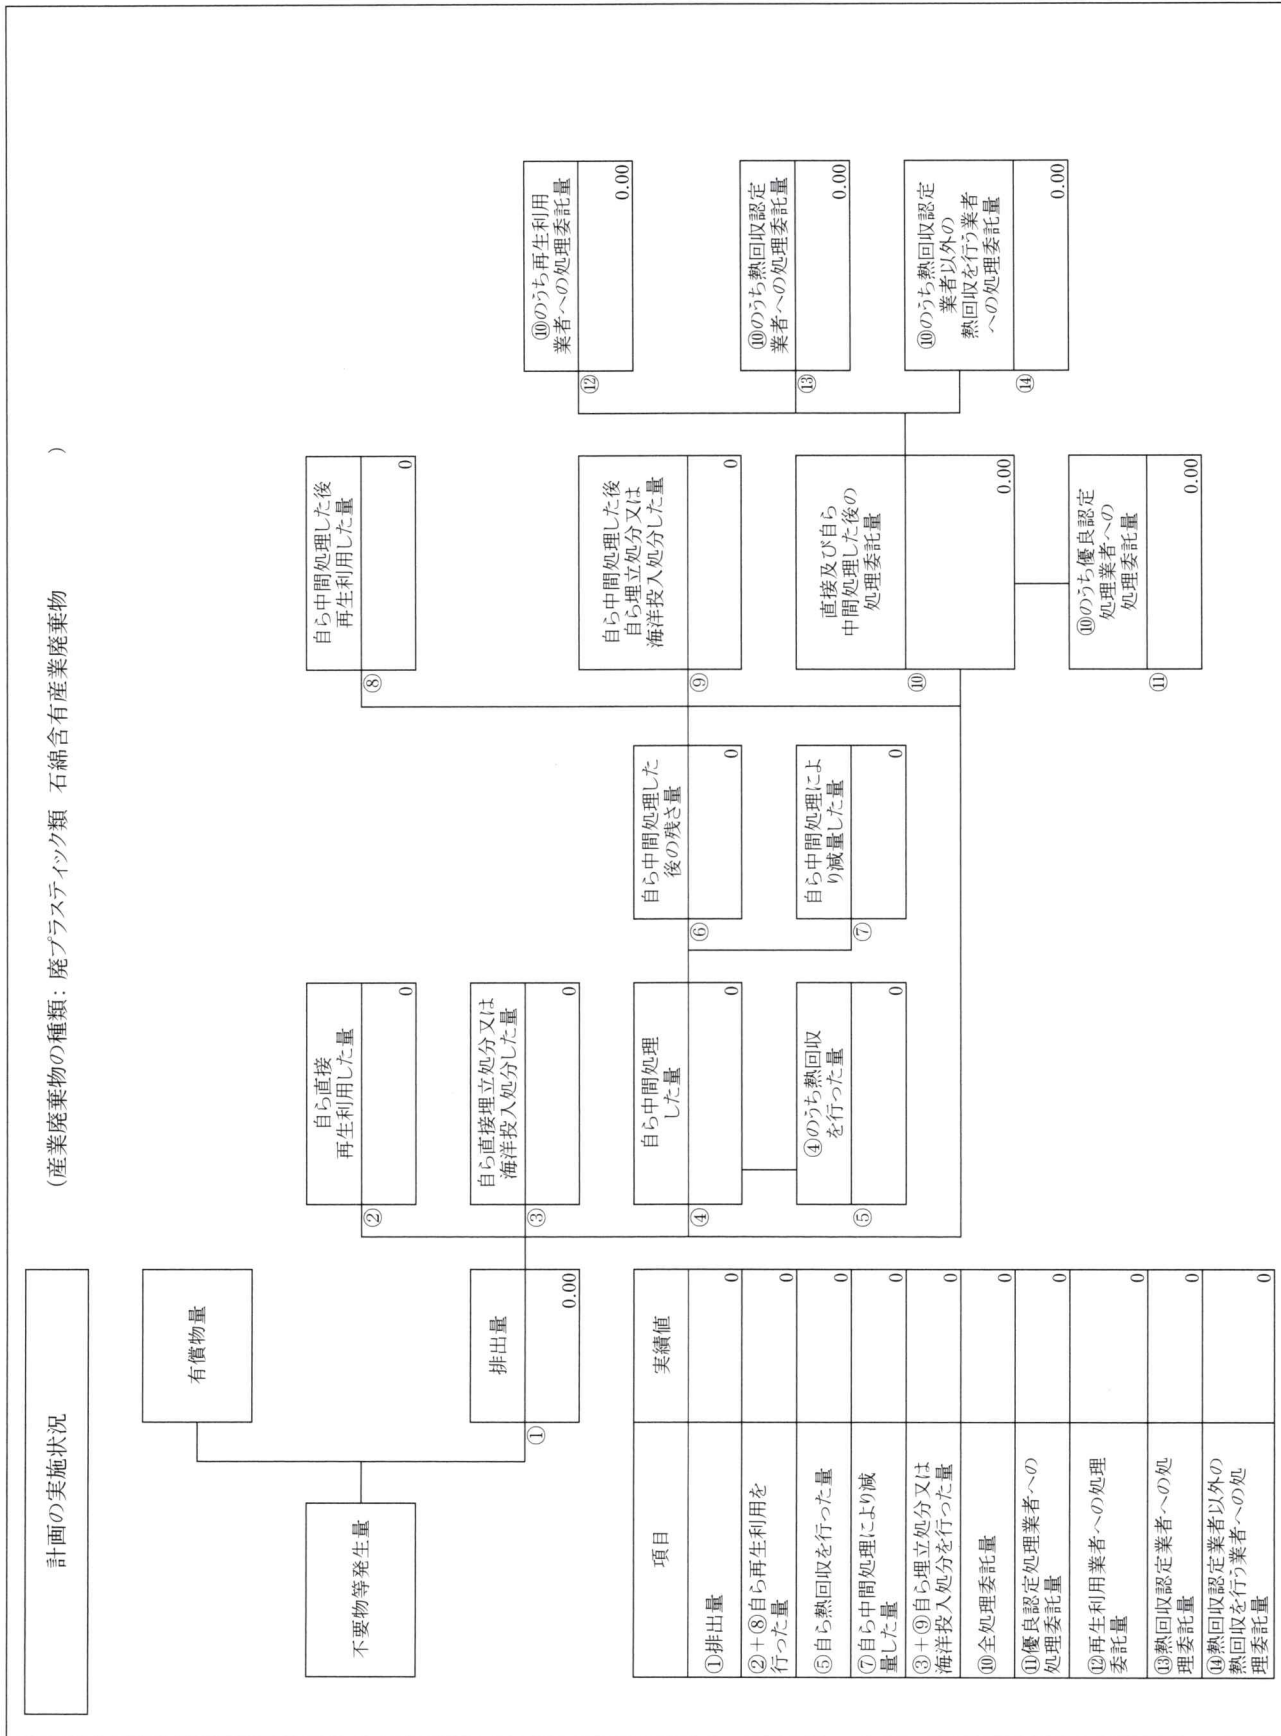 計画の実施状況
(産業廃棄物の種類: 廃プラスティック類　石綿含有産業廃棄物　)
不要物等発生量
有償物量
①
排出量
0.00
②
自ら直接
再生利用した量
0
③
自ら直接埋立処分又は
海洋投入処分した量
0
④
自ら中間処理
した量
0
⑤
④のうち熱回収
を行った量
0
⑥
自ら中間処理した
後の残さ量
0
⑦
自ら中間処理によ
り減量した量
0
⑧
自ら中間処理した後
再生利用した量
0
⑨
自ら中間処理した後
自ら埋立処分又は
海洋投入処分した量
0
⑩
直接及び自ら
中間処理した後の
処理委託量
0.00
⑪
⑩のうち優良認定
処理業者への
処理委託量
0.00
⑫
⑩のうち再生利用
業者への処理委託量
0.00
⑬
⑩のうち熱回収認定
業者への処理委託量
0.00
⑭
⑩のうち熱回収認定
業者以外の
熱回収を行う業者
への処理委託量
0.00
項目　実績値
①排出量　0
②+⑧自ら再生利用を
行った量　0
⑤自ら熱回収を行った量　0
⑦自ら中間処理により減
量した量　0
③+⑨自ら埋立処分又は
海洋投入処分を行った量　0
⑩全処理委託量　0
⑪優良認定処理業者への
処理委託量　0
⑫再生利用業者への処理
委託量　0
⑬熱回収認定業者への処
理委託量　0
⑭熱回収認定業者以外の
熱回収を行う業者への処
理委託量　0